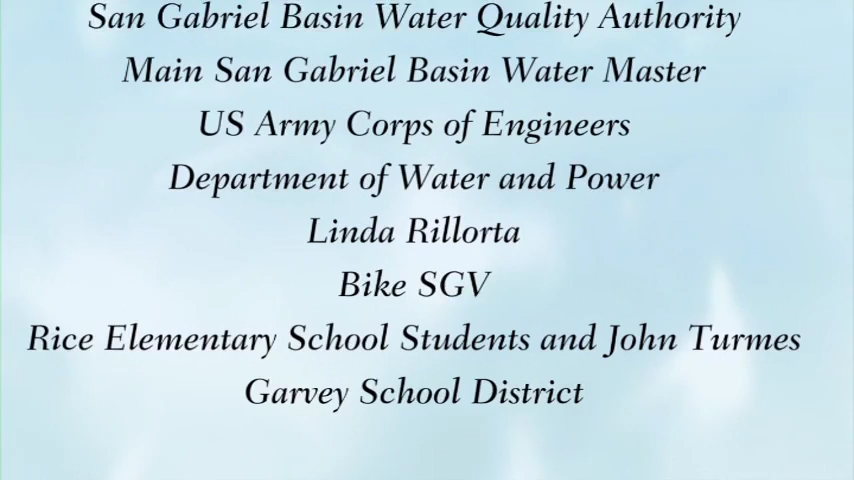 San Gabriel Basin Water Quality Authority
Main San Gabriel Basin Water Master
US Army Corps of Engineers
Department of Water and Power
Linda Rillorta
Bike SGV
Rice Elementary School Students and John Turmes
Garvey School District